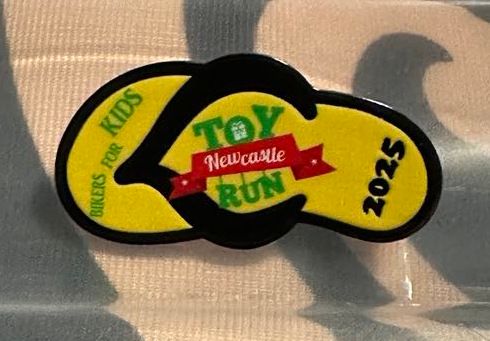 BIKERS FOR KIDS
TOY
Newcastle
RUN
2025